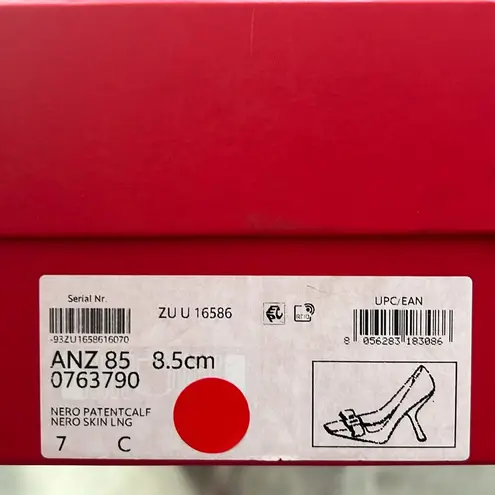 Serial Nr.
-93ZU1658616070
ZU U 16586
RFID
UPC/EAN
8 056283 183086
ANZ 85 8.5cm
0763790
NERO PATENTCALF
NERO SKIN LNG
7 C